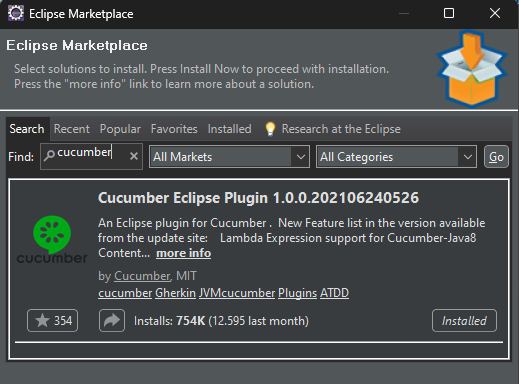 Eclipse Marketplace
Eclipse Marketplace
Select solutions to install. Press Install Now to proceed with installation.
Press the "more info" link to learn more about a solution.
Search Recent Popular Favorites Installed Research at the Eclipse
Find: cucumber All Markets All Categories Go
Cucumber Eclipse Plugin 1.0.0.202106240526
An Eclipse plugin for Cucumber . New Feature list in the version available
from the update site: Lambda Expression support for Cucumber-Java8
Content... more info
cucumber
by Cucumber, MIT
cucumber Gherkin JVMcucumber Plugins ATDD
354 Installs: 754K (12.595 last month) Installed